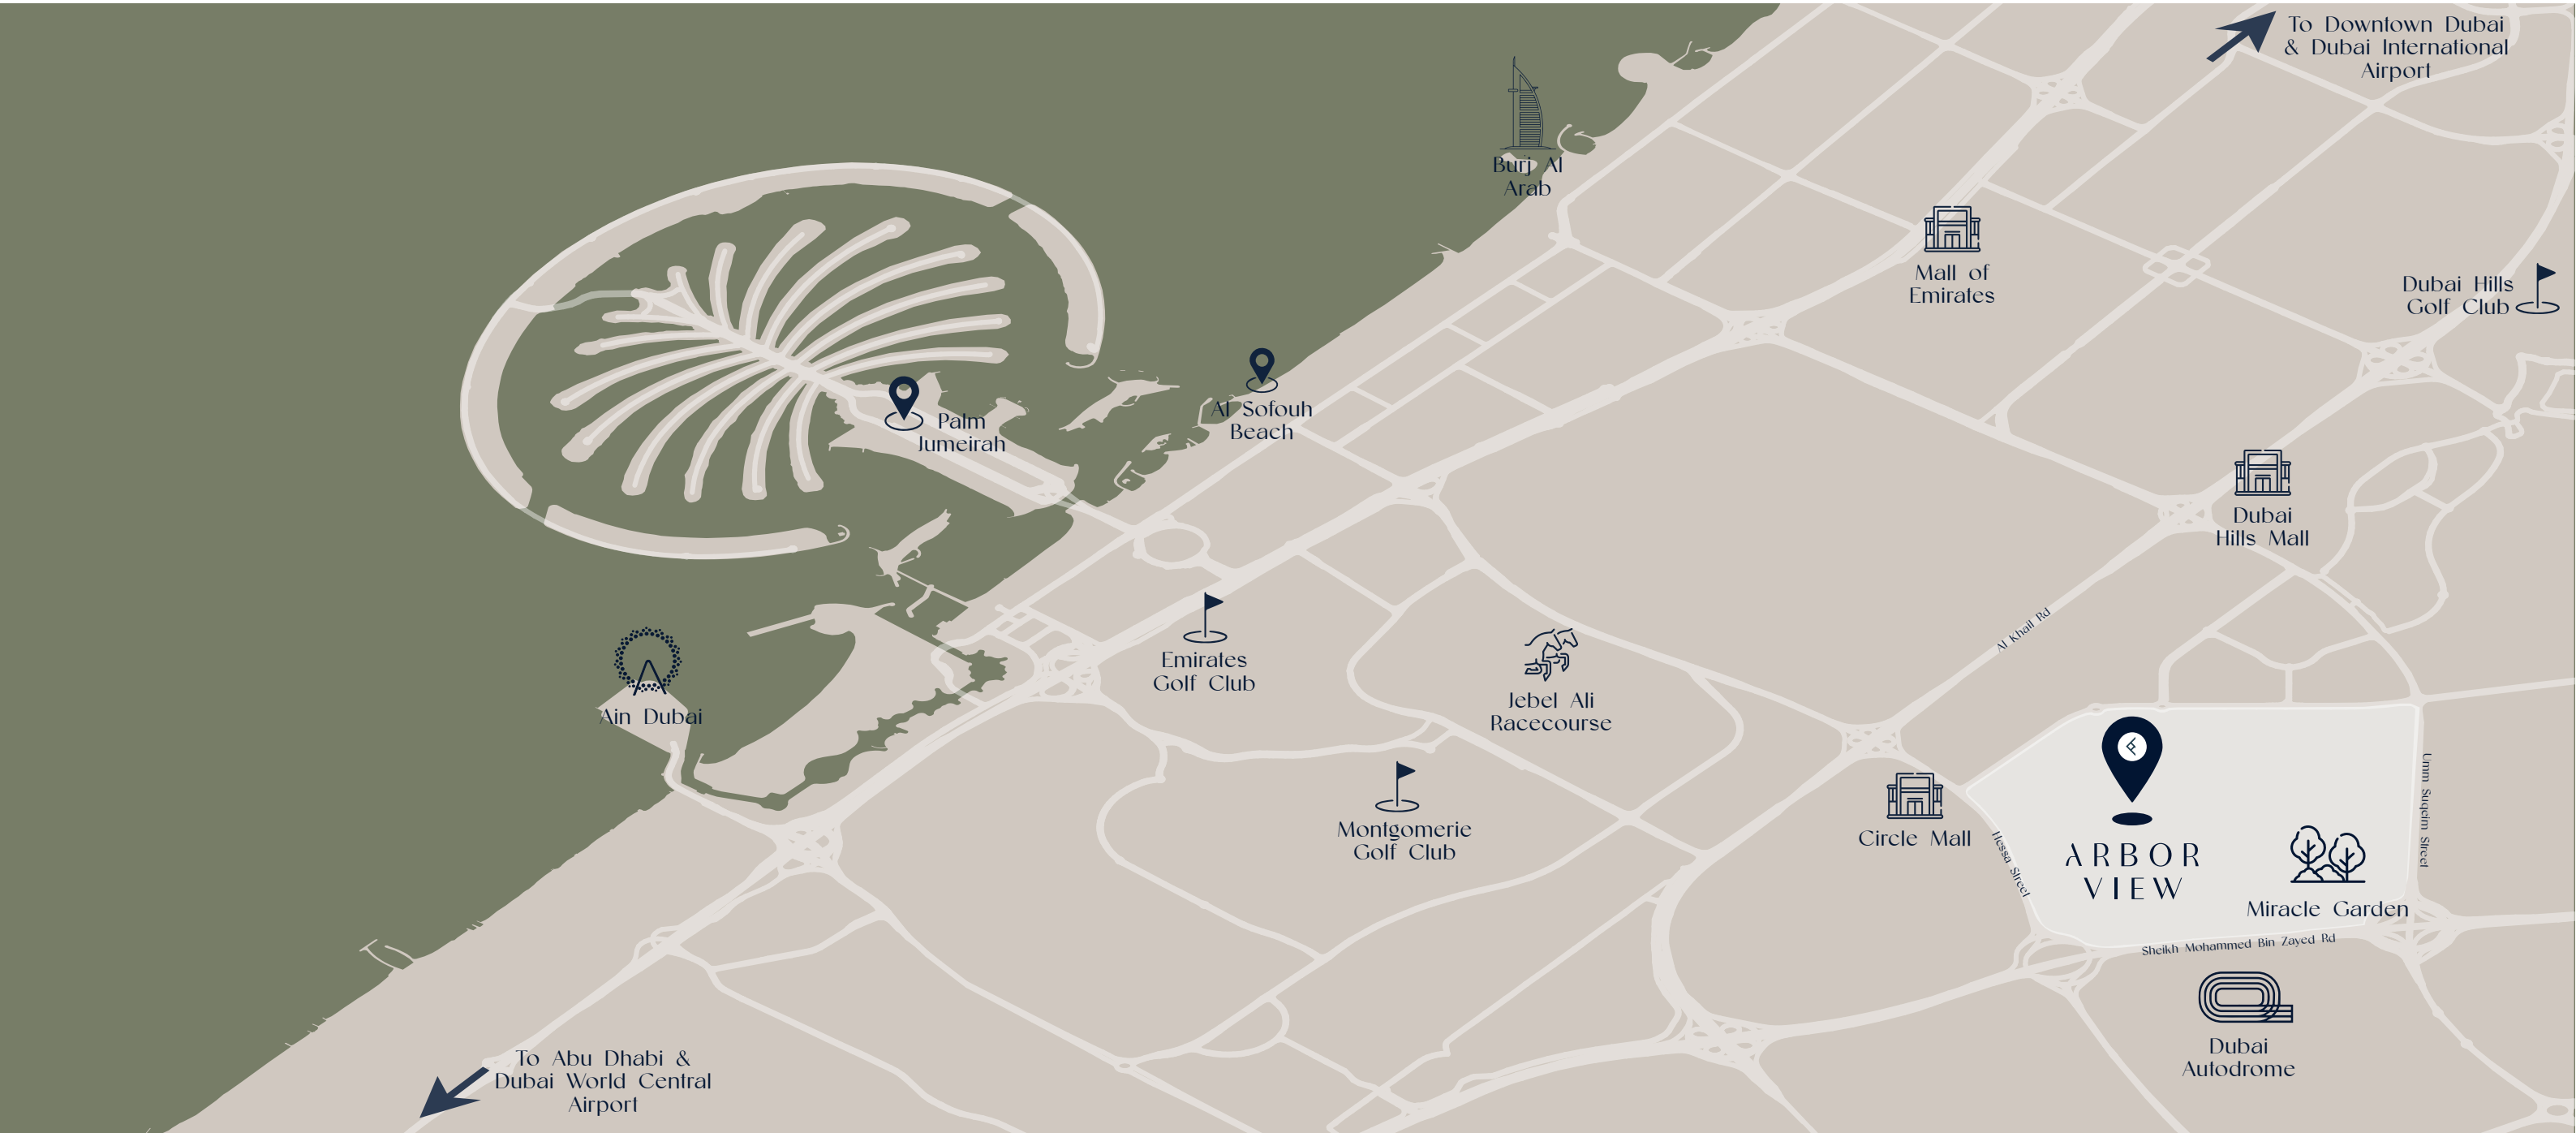 To Downtown Dubai
& Dubai International
Airport
Burj Al
Arab
Mall of
Emirates
Dubai Hills
Golf Club
Al Sofouh
Beach
Palm
Jumeirah
Dubai
Hills Mall
Al Khail Rd
Emirates
Golf Club
Jebel Ali
Racecourse
Ain Dubai
Umm Suqeim Street
Montgomerie
Golf Club
Circle Mall
Hessa Street
ARBOR
VIEW
Miracle Garden
Sheikh Mohammed Bin Zayed Rd
Dubai
Autodrome
To Abu Dhabi &
Dubai World Central
Airport